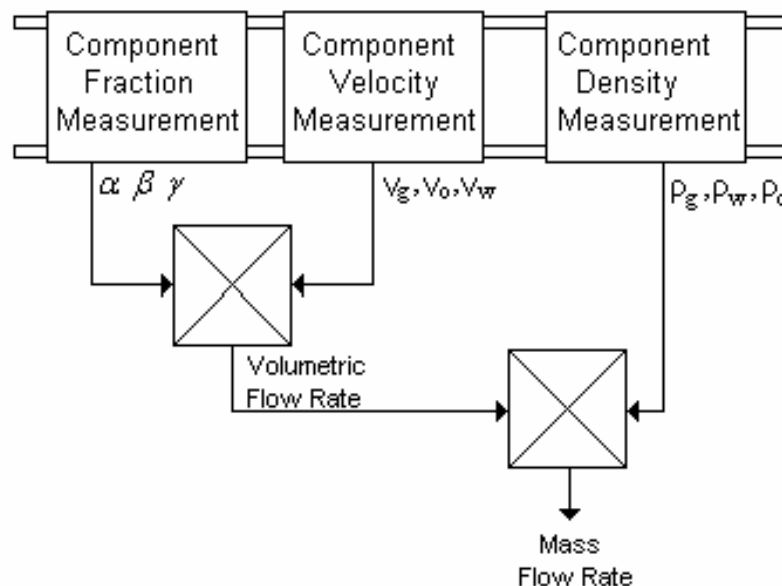 Component
Fraction
Measurement
Component
Velocity
Measurement
Component
Density
Measurement
α β γ
Vg,Vo,Vw
ρg,ρw,ρo
Volumetric
Flow Rate
Mass
Flow Rate